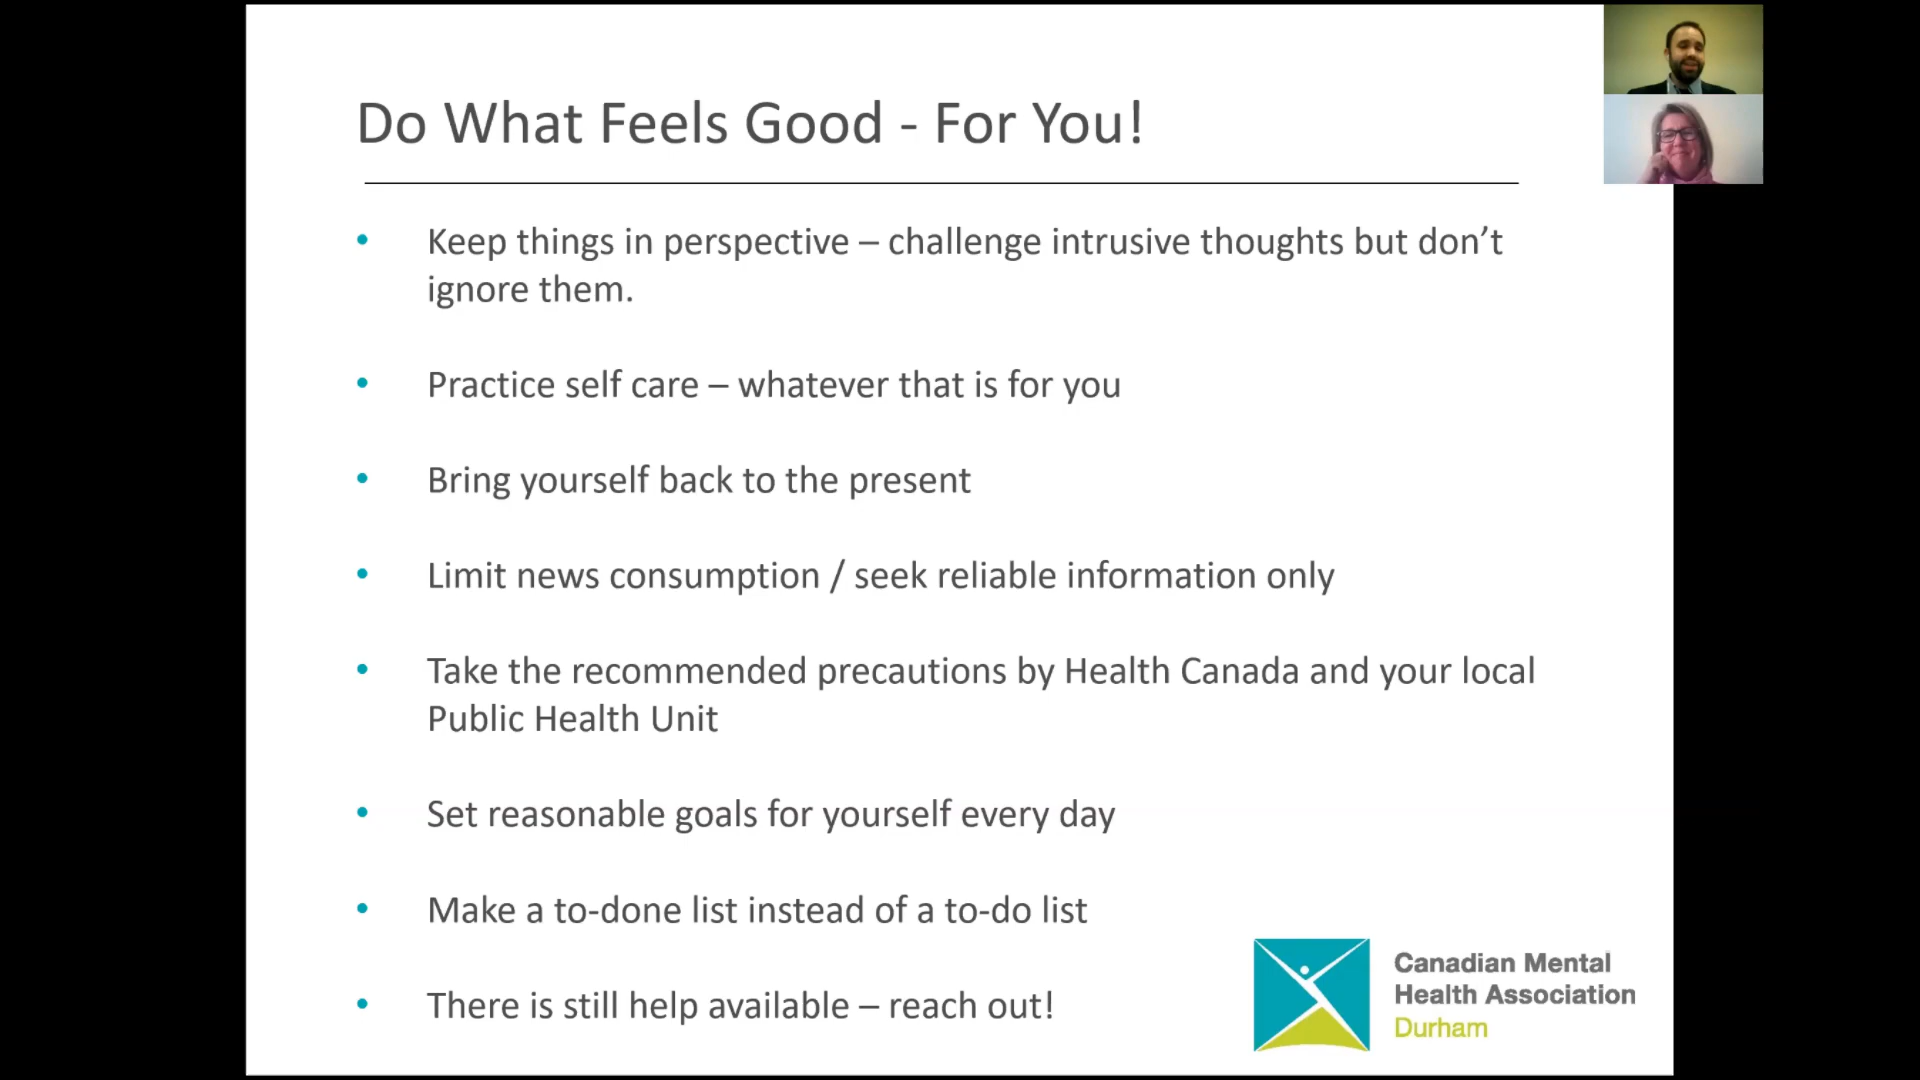 Do What Feels Good - For You!
• Keep things in perspective – challenge intrusive thoughts but don’t
ignore them.
• Practice self care – whatever that is for you
• Bring yourself back to the present
• Limit news consumption / seek reliable information only
• Take the recommended precautions by Health Canada and your local
Public Health Unit
• Set reasonable goals for yourself every day
• Make a to-done list instead of a to-do list
• There is still help available – reach out!
Canadian Mental
Health Association
Durham